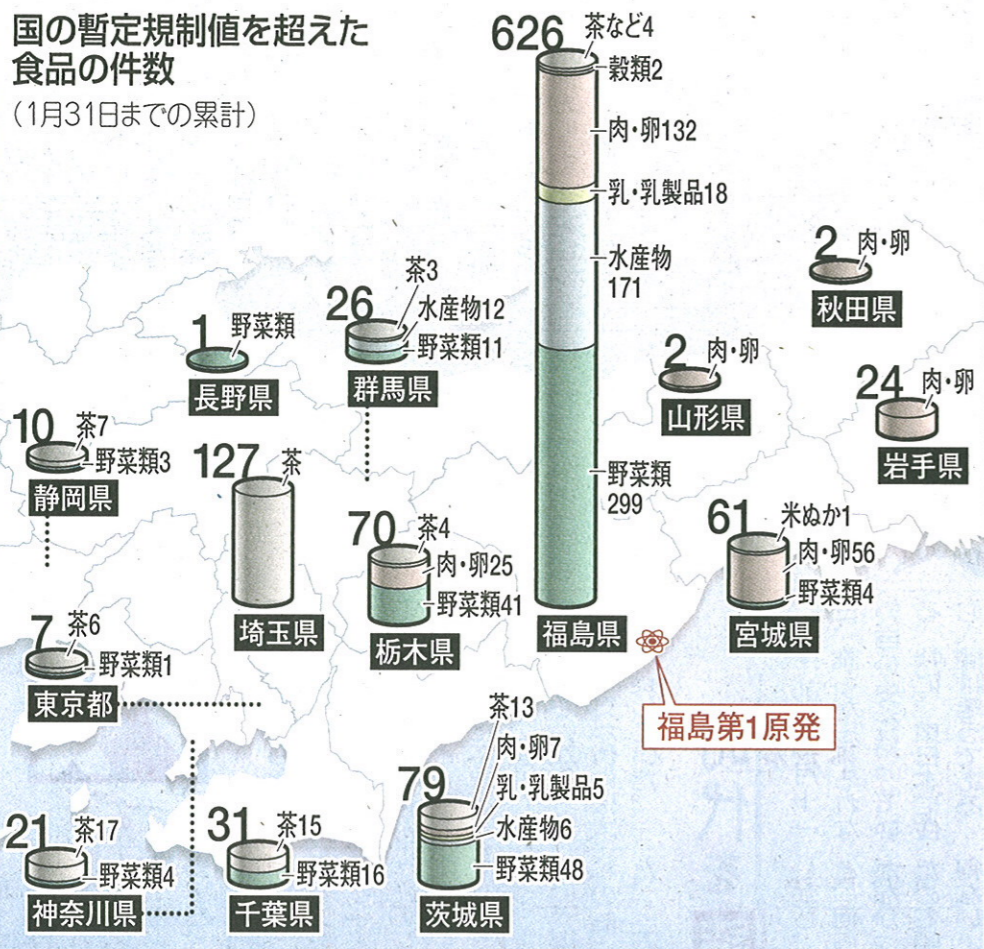 国の暫定規制値を超えた
食品の件数
(1月31日までの累計)
626
茶など4
穀類2
肉・卵132
乳・乳製品18
水産物
171
野菜類
299
福島県
2
肉・卵
秋田県
2
肉・卵
山形県
24
肉・卵
岩手県
61
米ぬか1
肉・卵56
野菜類4
宮城県
福島第1原発
26
茶3
水産物12
野菜類11
群馬県
1
野菜類
長野県
10
茶7
野菜類3
静岡県
127
茶
埼玉県
70
茶4
肉・卵25
野菜類41
栃木県
7
茶6
野菜類1
東京都
79
茶13
肉・卵7
乳・乳製品5
水産物6
野菜類48
茨城県
31
茶15
野菜類16
千葉県
21
茶17
野菜類4
神奈川県